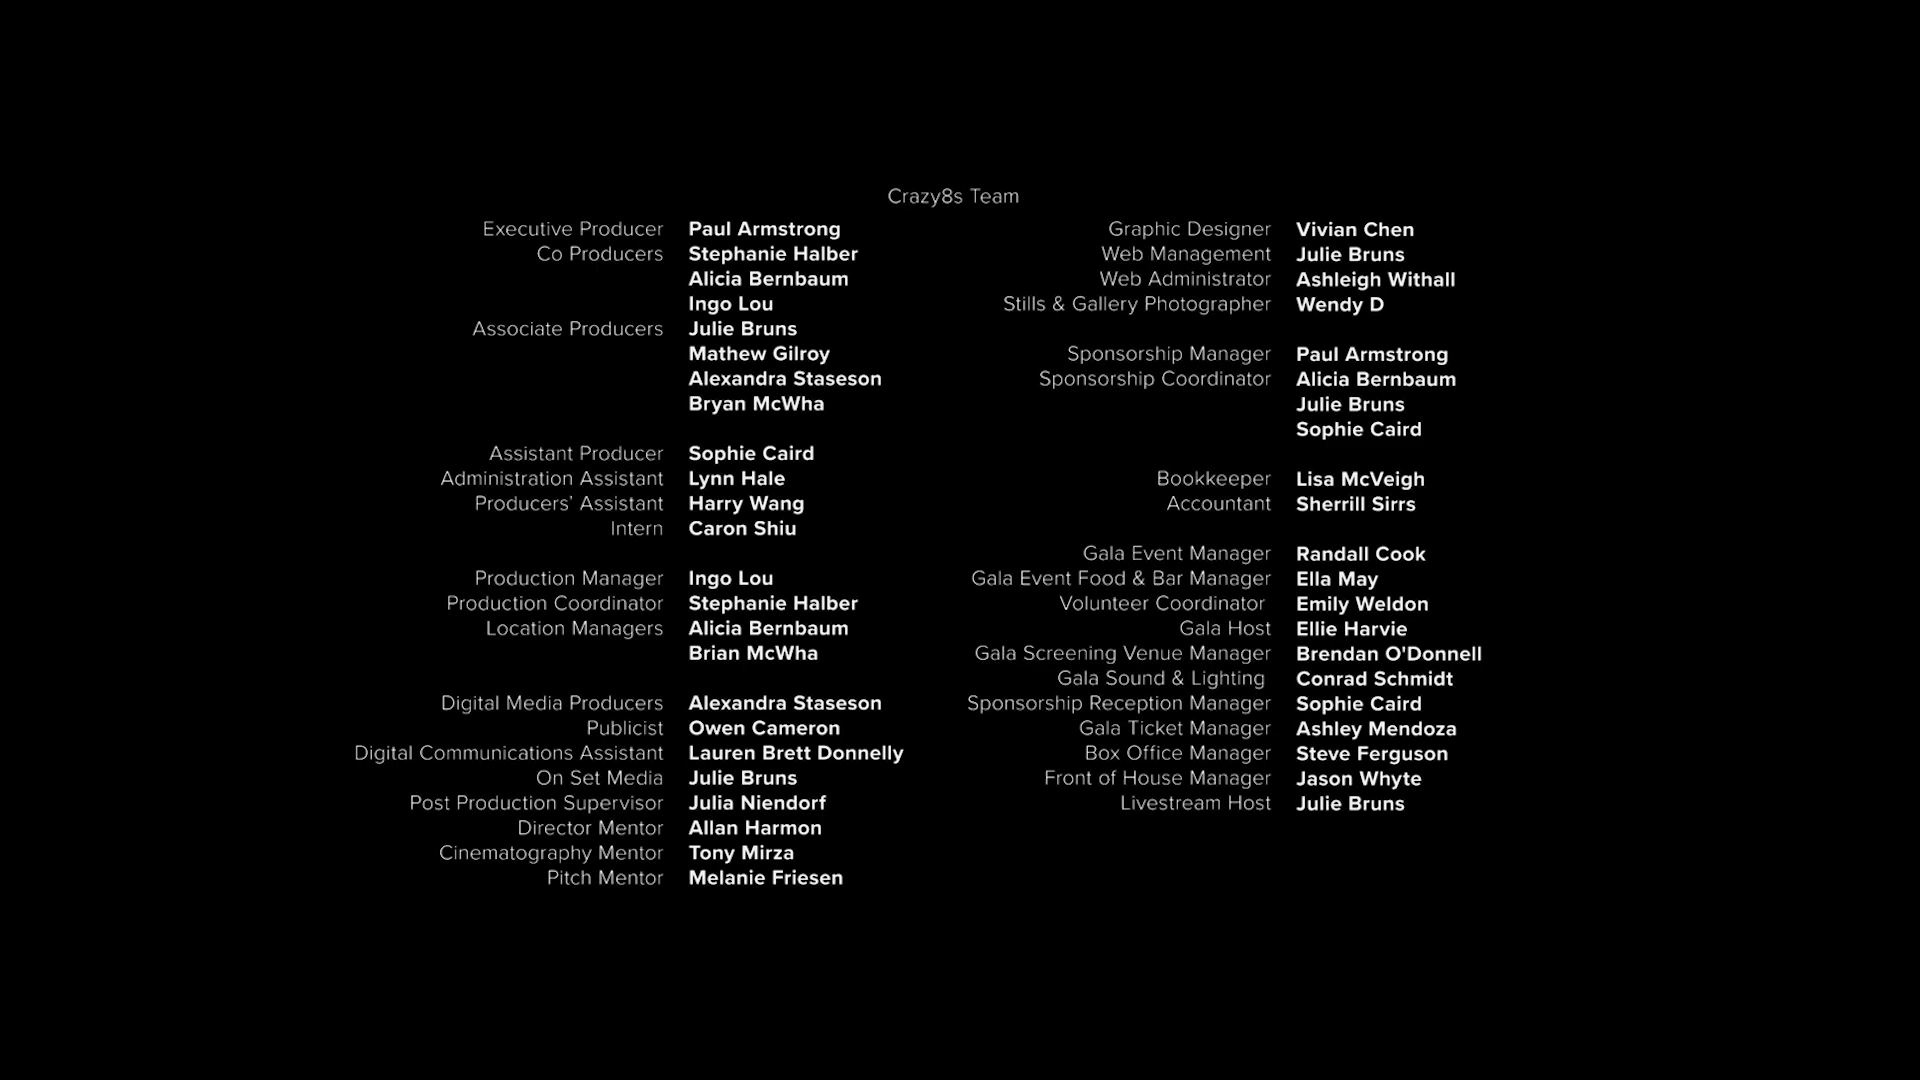 Crazy8s Team
Executive Producer Paul Armstrong
Co Producers Stephanie Halber
Alicia Bernbaum
Ingo Lou
Associate Producers Julie Bruns
Mathew Gilroy
Alexandra Staseson
Bryan McWha
Assistant Producer Sophie Caird
Administration Assistant Lynn Hale
Producers’ Assistant Harry Wang
Intern Caron Shiu
Production Manager Ingo Lou
Production Coordinator Stephanie Halber
Location Managers Alicia Bernbaum
Brian McWha
Digital Media Producers Alexandra Staseson
Publicist Owen Cameron
Digital Communications Assistant Lauren Brett Donnelly
On Set Media Julie Bruns
Post Production Supervisor Julia Niendorf
Director Mentor Allan Harmon
Cinematography Mentor Tony Mirza
Pitch Mentor Melanie Friesen
Graphic Designer Vivian Chen
Web Management Julie Bruns
Web Administrator Ashleigh Withall
Stills & Gallery Photographer Wendy D
Sponsorship Manager Paul Armstrong
Sponsorship Coordinator Alicia Bernbaum
Julie Bruns
Sophie Caird
Bookkeeper Lisa McVeigh
Accountant Sherrill Sirrs
Gala Event Manager Randall Cook
Gala Event Food & Bar Manager Ella May
Volunteer Coordinator Emily Weldon
Gala Host Ellie Harvie
Gala Screening Venue Manager Brendan O'Donnell
Gala Sound & Lighting Conrad Schmidt
Sponsorship Reception Manager Sophie Caird
Gala Ticket Manager Ashley Mendoza
Box Office Manager Steve Ferguson
Front of House Manager Jason Whyte
Livestream Host Julie Bruns